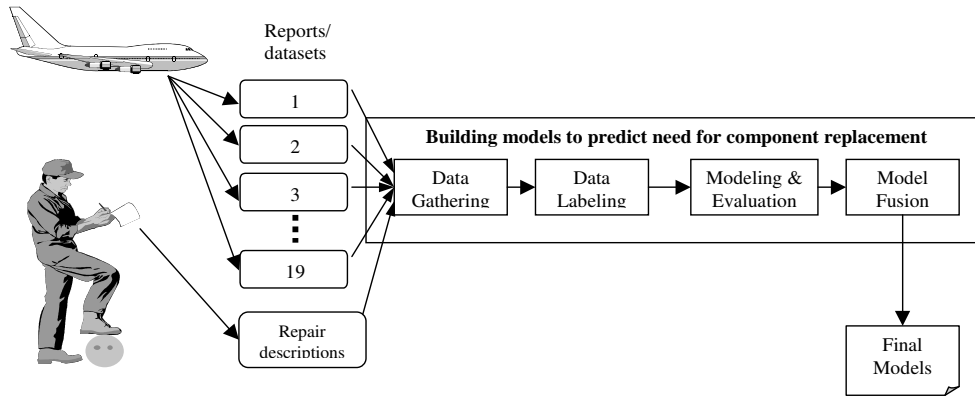 Reports/
datasets
1
2
3
19
Repair
descriptions
Building models to predict need for component replacement
Data
Gathering
Data
Labeling
Modeling &
Evaluation
Model
Fusion
Final
Models